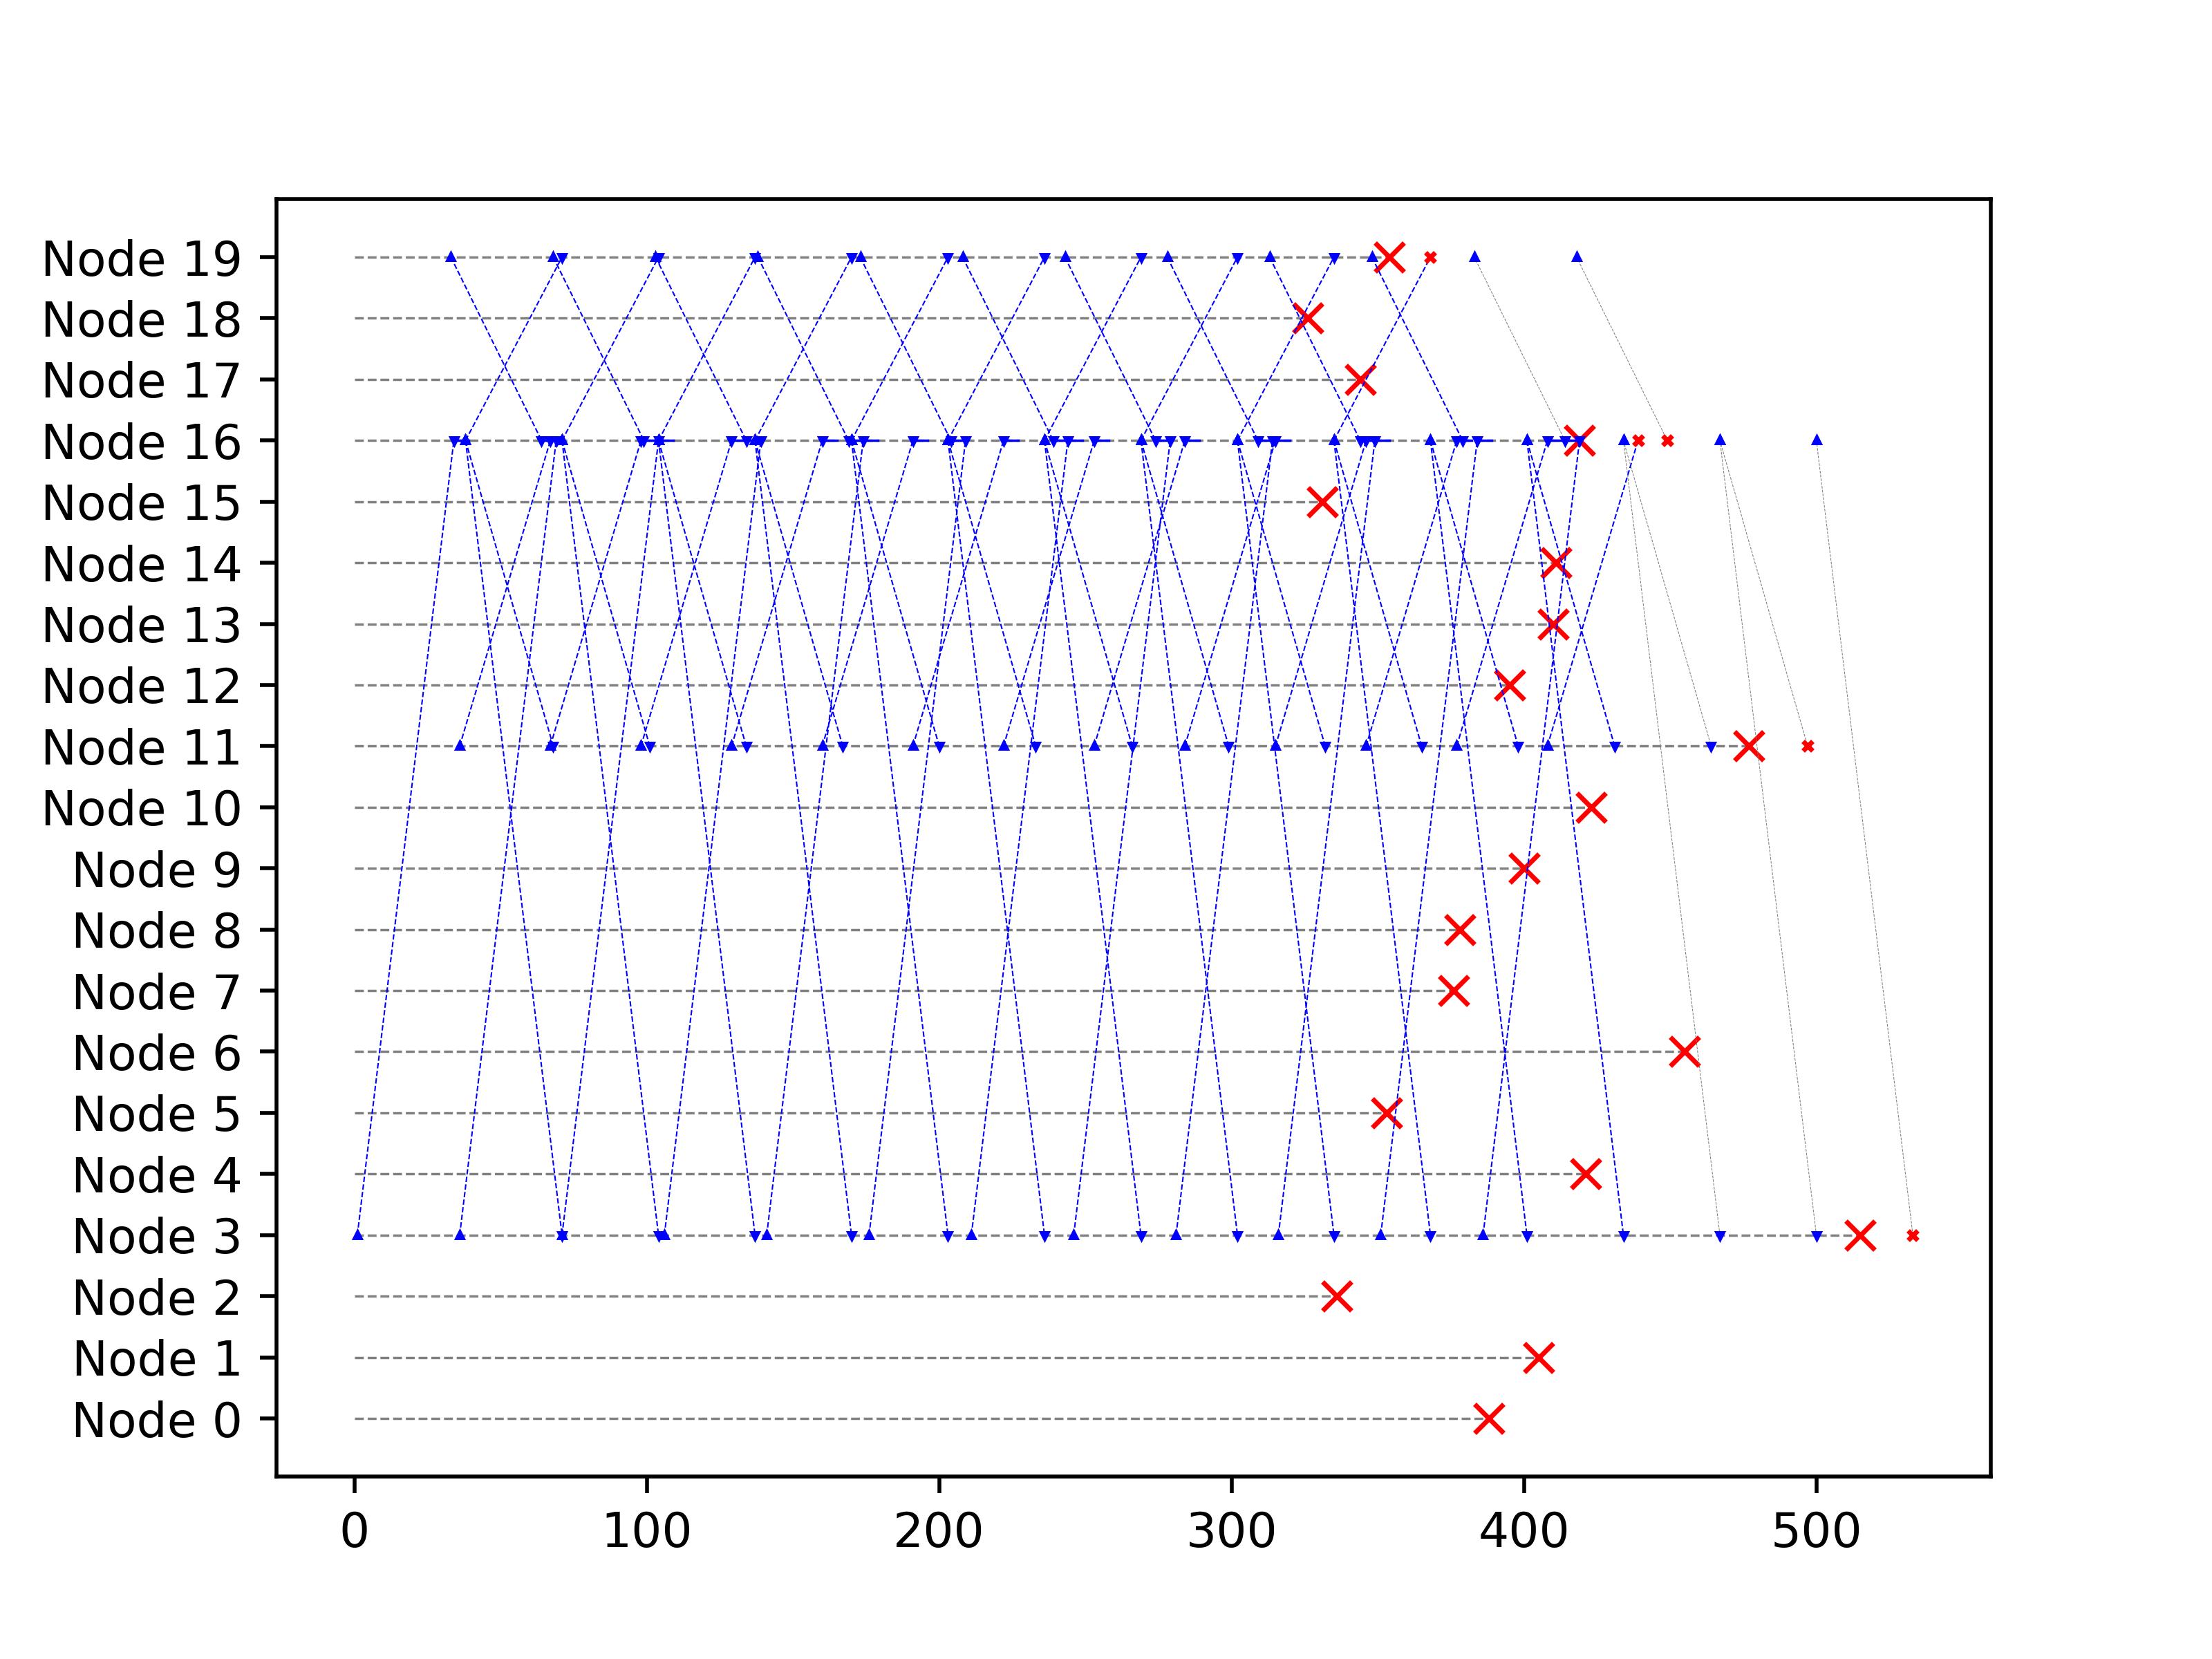 Node 19
Node 18
Node 17
Node 16
Node 15
Node 14
Node 13
Node 12
Node 11
Node 10
Node 9
Node 8
Node 7
Node 6
Node 5
Node 4
Node 3
Node 2
Node 1
Node 0
0 100 200 300 400 500